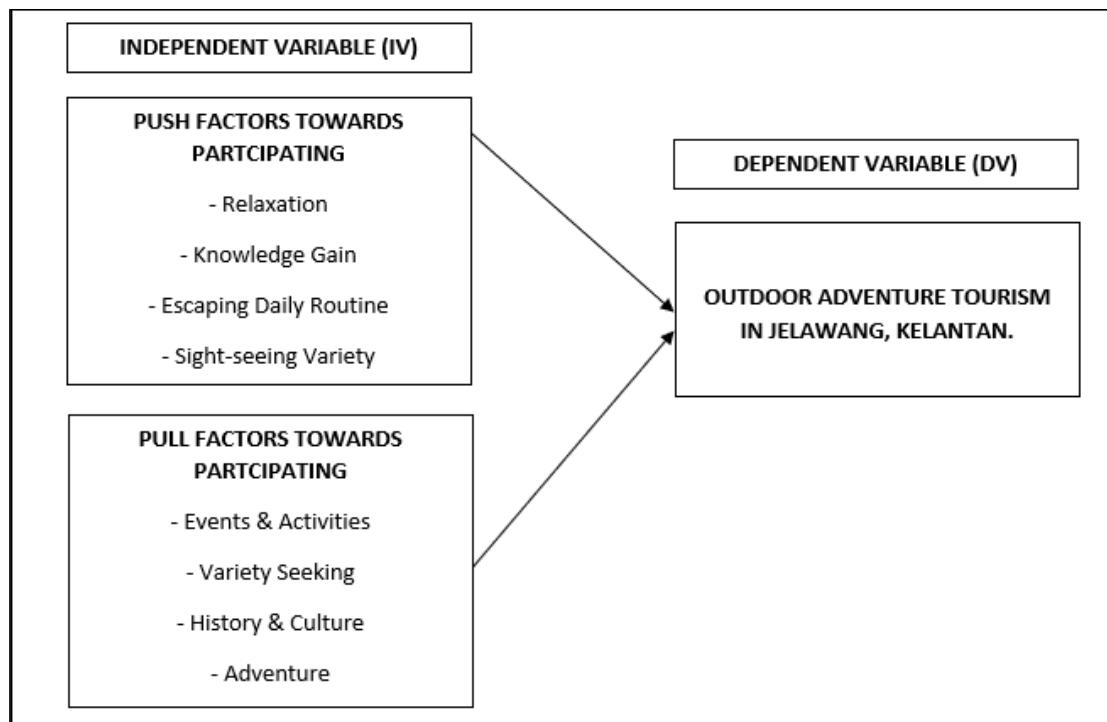 INDEPENDENT VARIABLE (IV)
PUSH FACTORS TOWARDS
PARTCIPATING
- Relaxation
- Knowledge Gain
- Escaping Daily Routine
- Sight-seeing Variety
PULL FACTORS TOWARDS
PARTCIPATING
- Events & Activities
- Variety Seeking
- History & Culture
- Adventure
DEPENDENT VARIABLE (DV)
OUTDOOR ADVENTURE TOURISM
IN JELAWANG, KELANTAN.